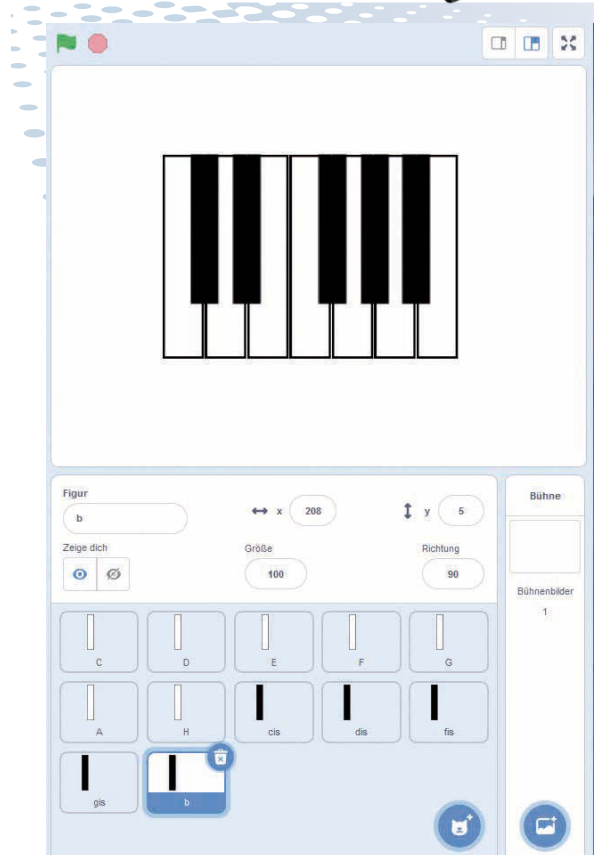 Figur
b
x 208
y 5
Zeige dich
Größe
100
Richtung
90
Bühne
Bühnenbilder
1
C D E F G
A H cis dis fis
gis b